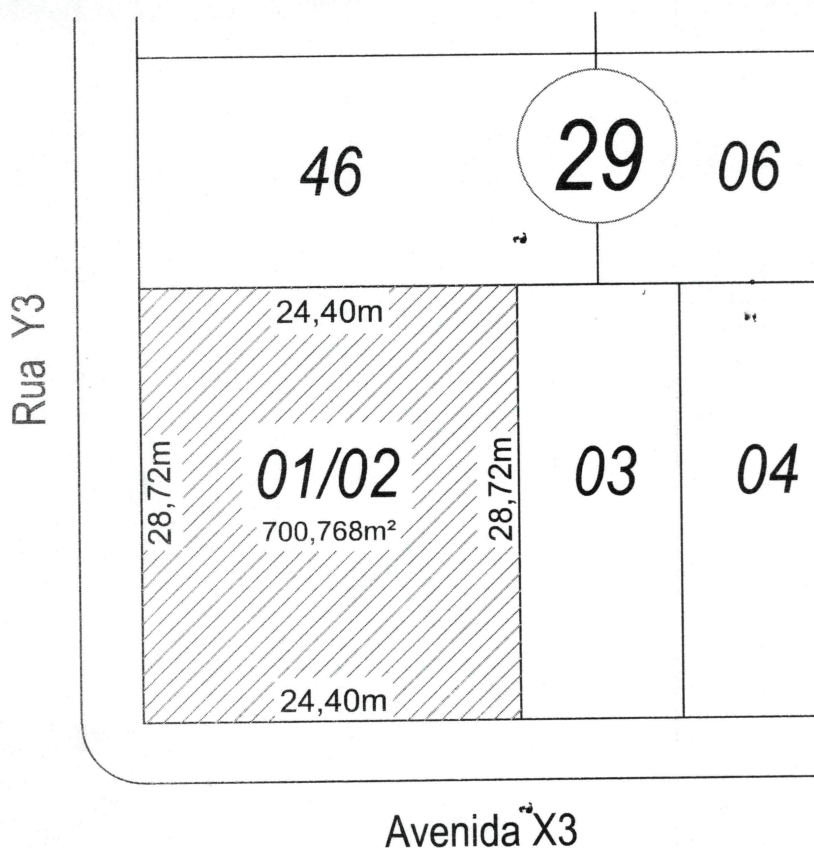 46
29
06
Rua Y3
24,40m
28,72m
01/02
700,768m²
28,72m
03
04
24,40m
Avenida X3